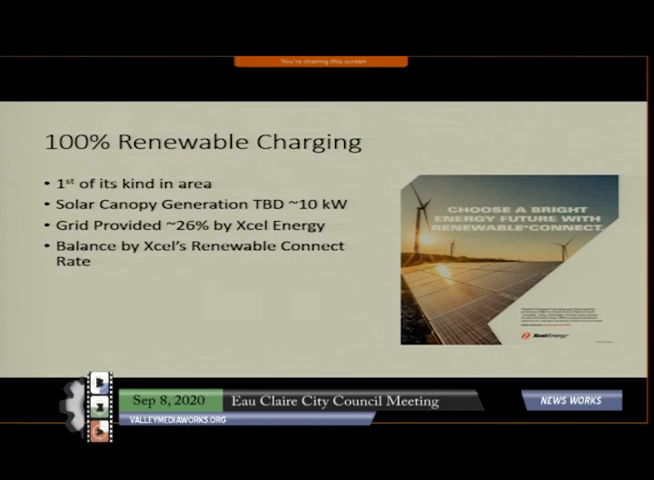 You're sharing this screen
100% Renewable Charging
• 1st of its kind in area
• Solar Canopy Generation TBD ~10 kW
• Grid Provided ~26% by Xcel Energy
• Balance by Xcel's Renewable Connect
Rate
CHOOSE A BRIGHT
ENERGY FUTURE WITH
RENEWABLE*CONNECT.
Xcel Energy
Sep 8, 2020
Eau Claire City Council Meeting
NEWS WORKS
VALLEYMEDIAWORKS.ORG